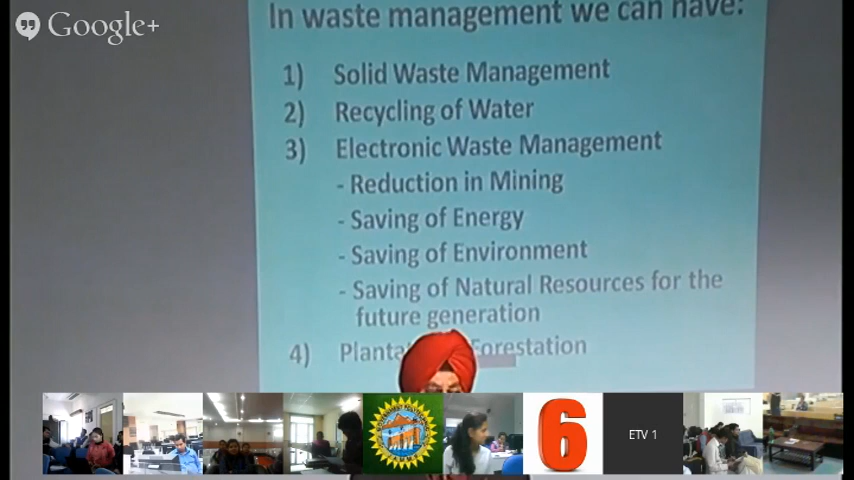 Google+
In waste management we can have:
1) Solid Waste Management
2) Recycling of Water
3) Electronic Waste Management
- Reduction in Mining
- Saving of Energy
- Saving of Environment
- Saving of Natural Resources for the
future generation
4) Forestation
6
ETV 1